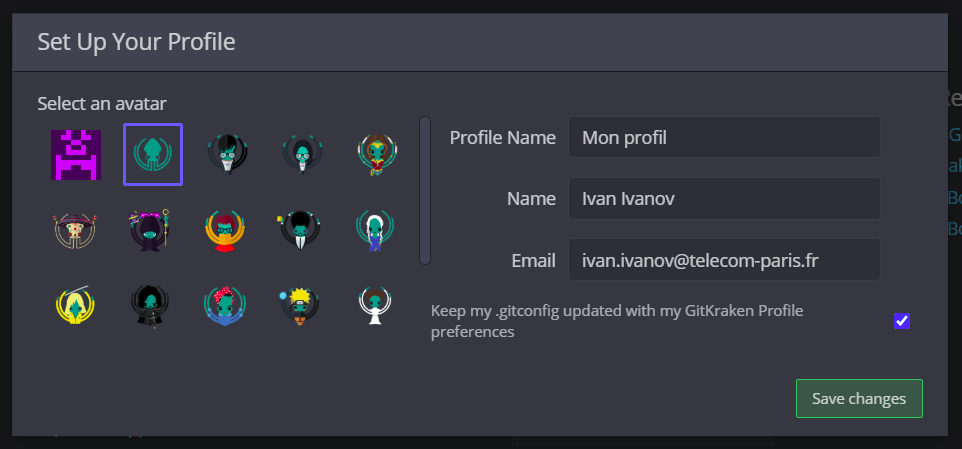 Set Up Your Profile
Select an avatar
Profile Name
Mon profil
Name
Ivan Ivanov
Email
ivan.ivanov@telecom-paris.fr
Keep my .gitconfig updated with my GitKraken Profile
preferences
Save changes